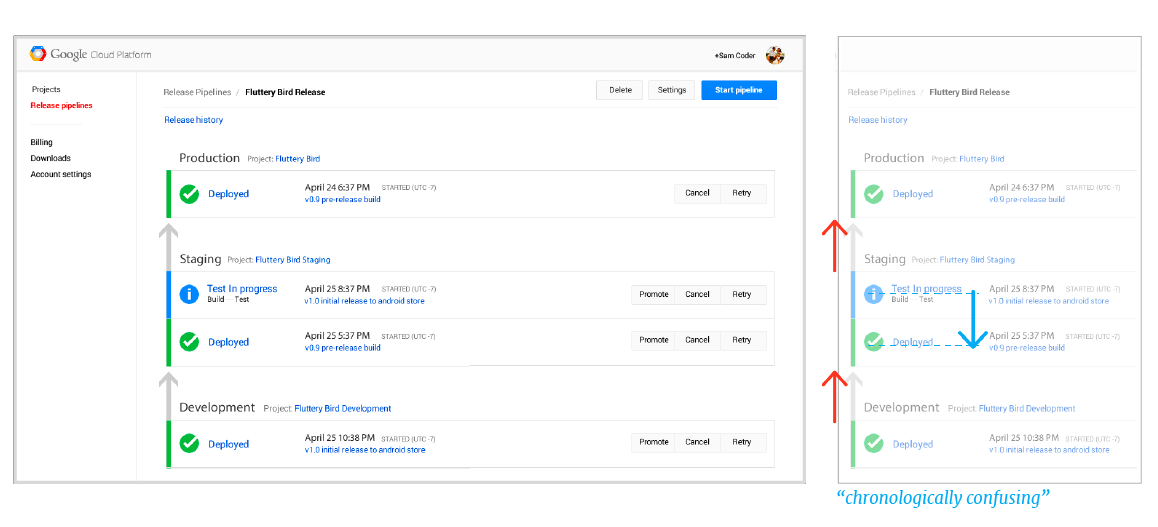 Google Cloud Platform
+Sam Coder
Projects
Release pipelines
Billing
Downloads
Account settings
Release Pipelines / Fluttery Bird Release
Delete
Settings
Start pipeline
Release history
Production Project: Fluttery Bird
Deployed
April 24 6:37 PM STARTED (UTC -7)
v0.9 pre-release build
Cancel
Retry
Staging Project: Fluttery Bird Staging
Test In progress
Build — Test
April 25 8:37 PM STARTED (UTC -7)
v1.0 initial release to android store
Promote
Cancel
Retry
Deployed
April 25 5:37 PM STARTED (UTC -7)
v0.9 pre-release build
Promote
Cancel
Retry
Development Project: Fluttery Bird Development
Deployed
April 25 10:38 PM STARTED (UTC -7)
v1.0 initial release to android store
Promote
Cancel
Retry
Release Pipelines / Fluttery Bird Release
Release history
Production Project: Fluttery Bird
Deployed
April 24 6:37 PM STARTED (UTC -7)
v0.9 pre-release build
Staging Project: Fluttery Bird Staging
Test In progress
Build — Test
April 25 8:37 PM STARTED (UTC -7)
v1.0 initial release to android store
Deployed
April 25 5:37 PM STARTED (UTC -7)
v0.9 pre-release build
Development Project: Fluttery Bird Development
Deployed
April 25 10:38 PM STARTED (UTC -7)
v1.0 initial release to android store
“chronologically confusing”